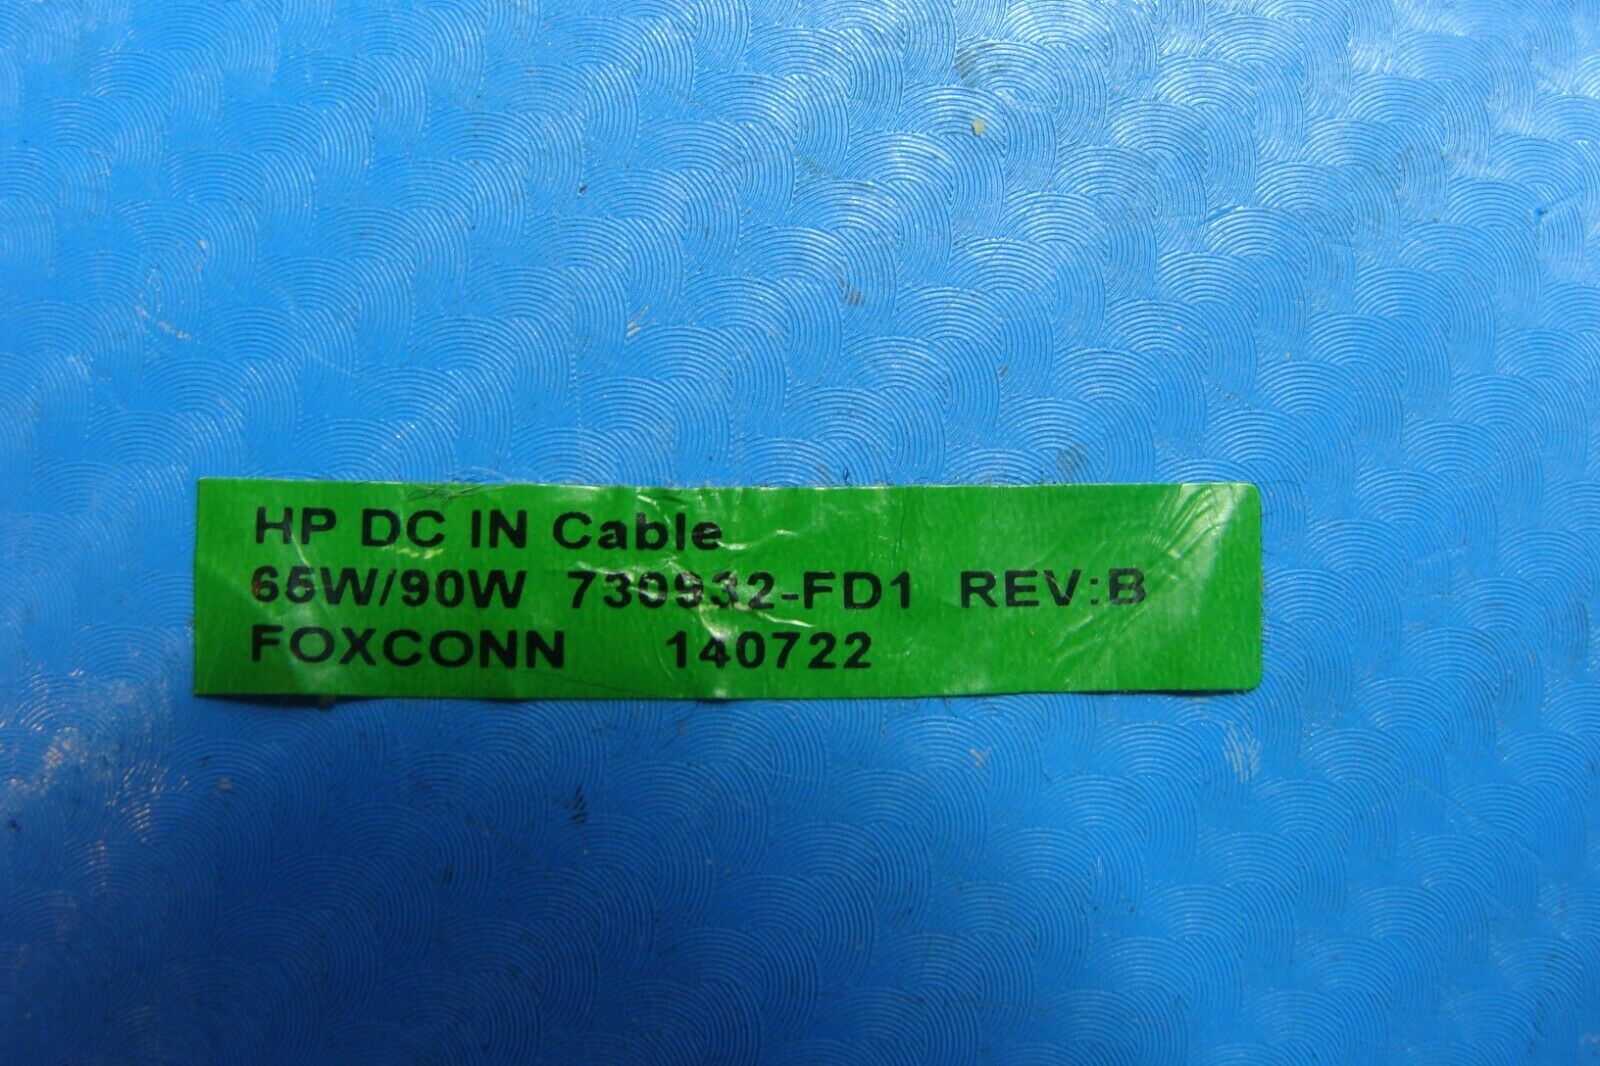 HP DC IN Cable
65W/90W 730932-FD1 REV:B
FOXCONN 140722